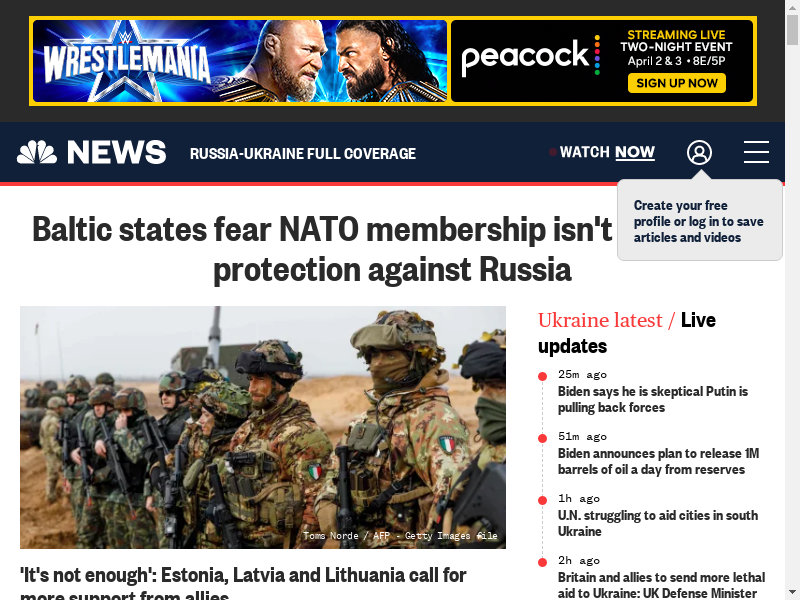 WRESTLEMANIA
peacock
STREAMING LIVE
TWO-NIGHT EVENT
April 2 & 3 • 8E/5P
SIGN UP NOW
NEWS
RUSSIA-UKRAINE FULL COVERAGE
WATCH NOW
Create your free
profile or log in to save
articles and videos
Baltic states fear NATO membership isn't
protection against Russia
Toms Norde / AFP - Getty Images file
'It's not enough': Estonia, Latvia and Lithuania call for
more support from allies
Ukraine latest / Live
updates
25m ago
Biden says he is skeptical Putin is
pulling back forces
51m ago
Biden announces plan to release 1M
barrels of oil a day from reserves
1h ago
U.N. struggling to aid cities in south
Ukraine
2h ago
Britain and allies to send more lethal
aid to Ukraine: UK Defense Minister